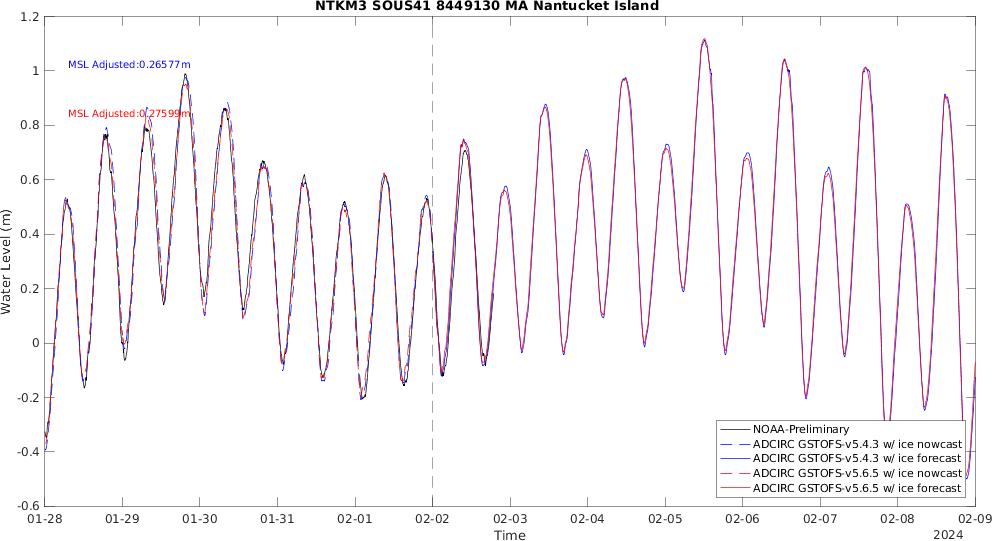 NTKM3 SOUS41 8449130 MA Nantucket Island
1.2
1
0.8
0.6
0.4
0.2
0
-0.2
-0.4
-0.6
Water Level (m)
MSL Adjusted:0.26577m
MSL Adjusted:0.27599m
NOAA-Preliminary
ADCIRC GSTOFS-v5.4.3 w/ ice nowcast
ADCIRC GSTOFS-v5.4.3 w/ ice forecast
ADCIRC GSTOFS-v5.6.5 w/ ice nowcast
ADCIRC GSTOFS-v5.6.5 w/ ice forecast
01-28 01-29 01-30 01-31 02-01 02-02 02-03 02-04 02-05 02-06 02-07 02-08 02-09
Time
2024